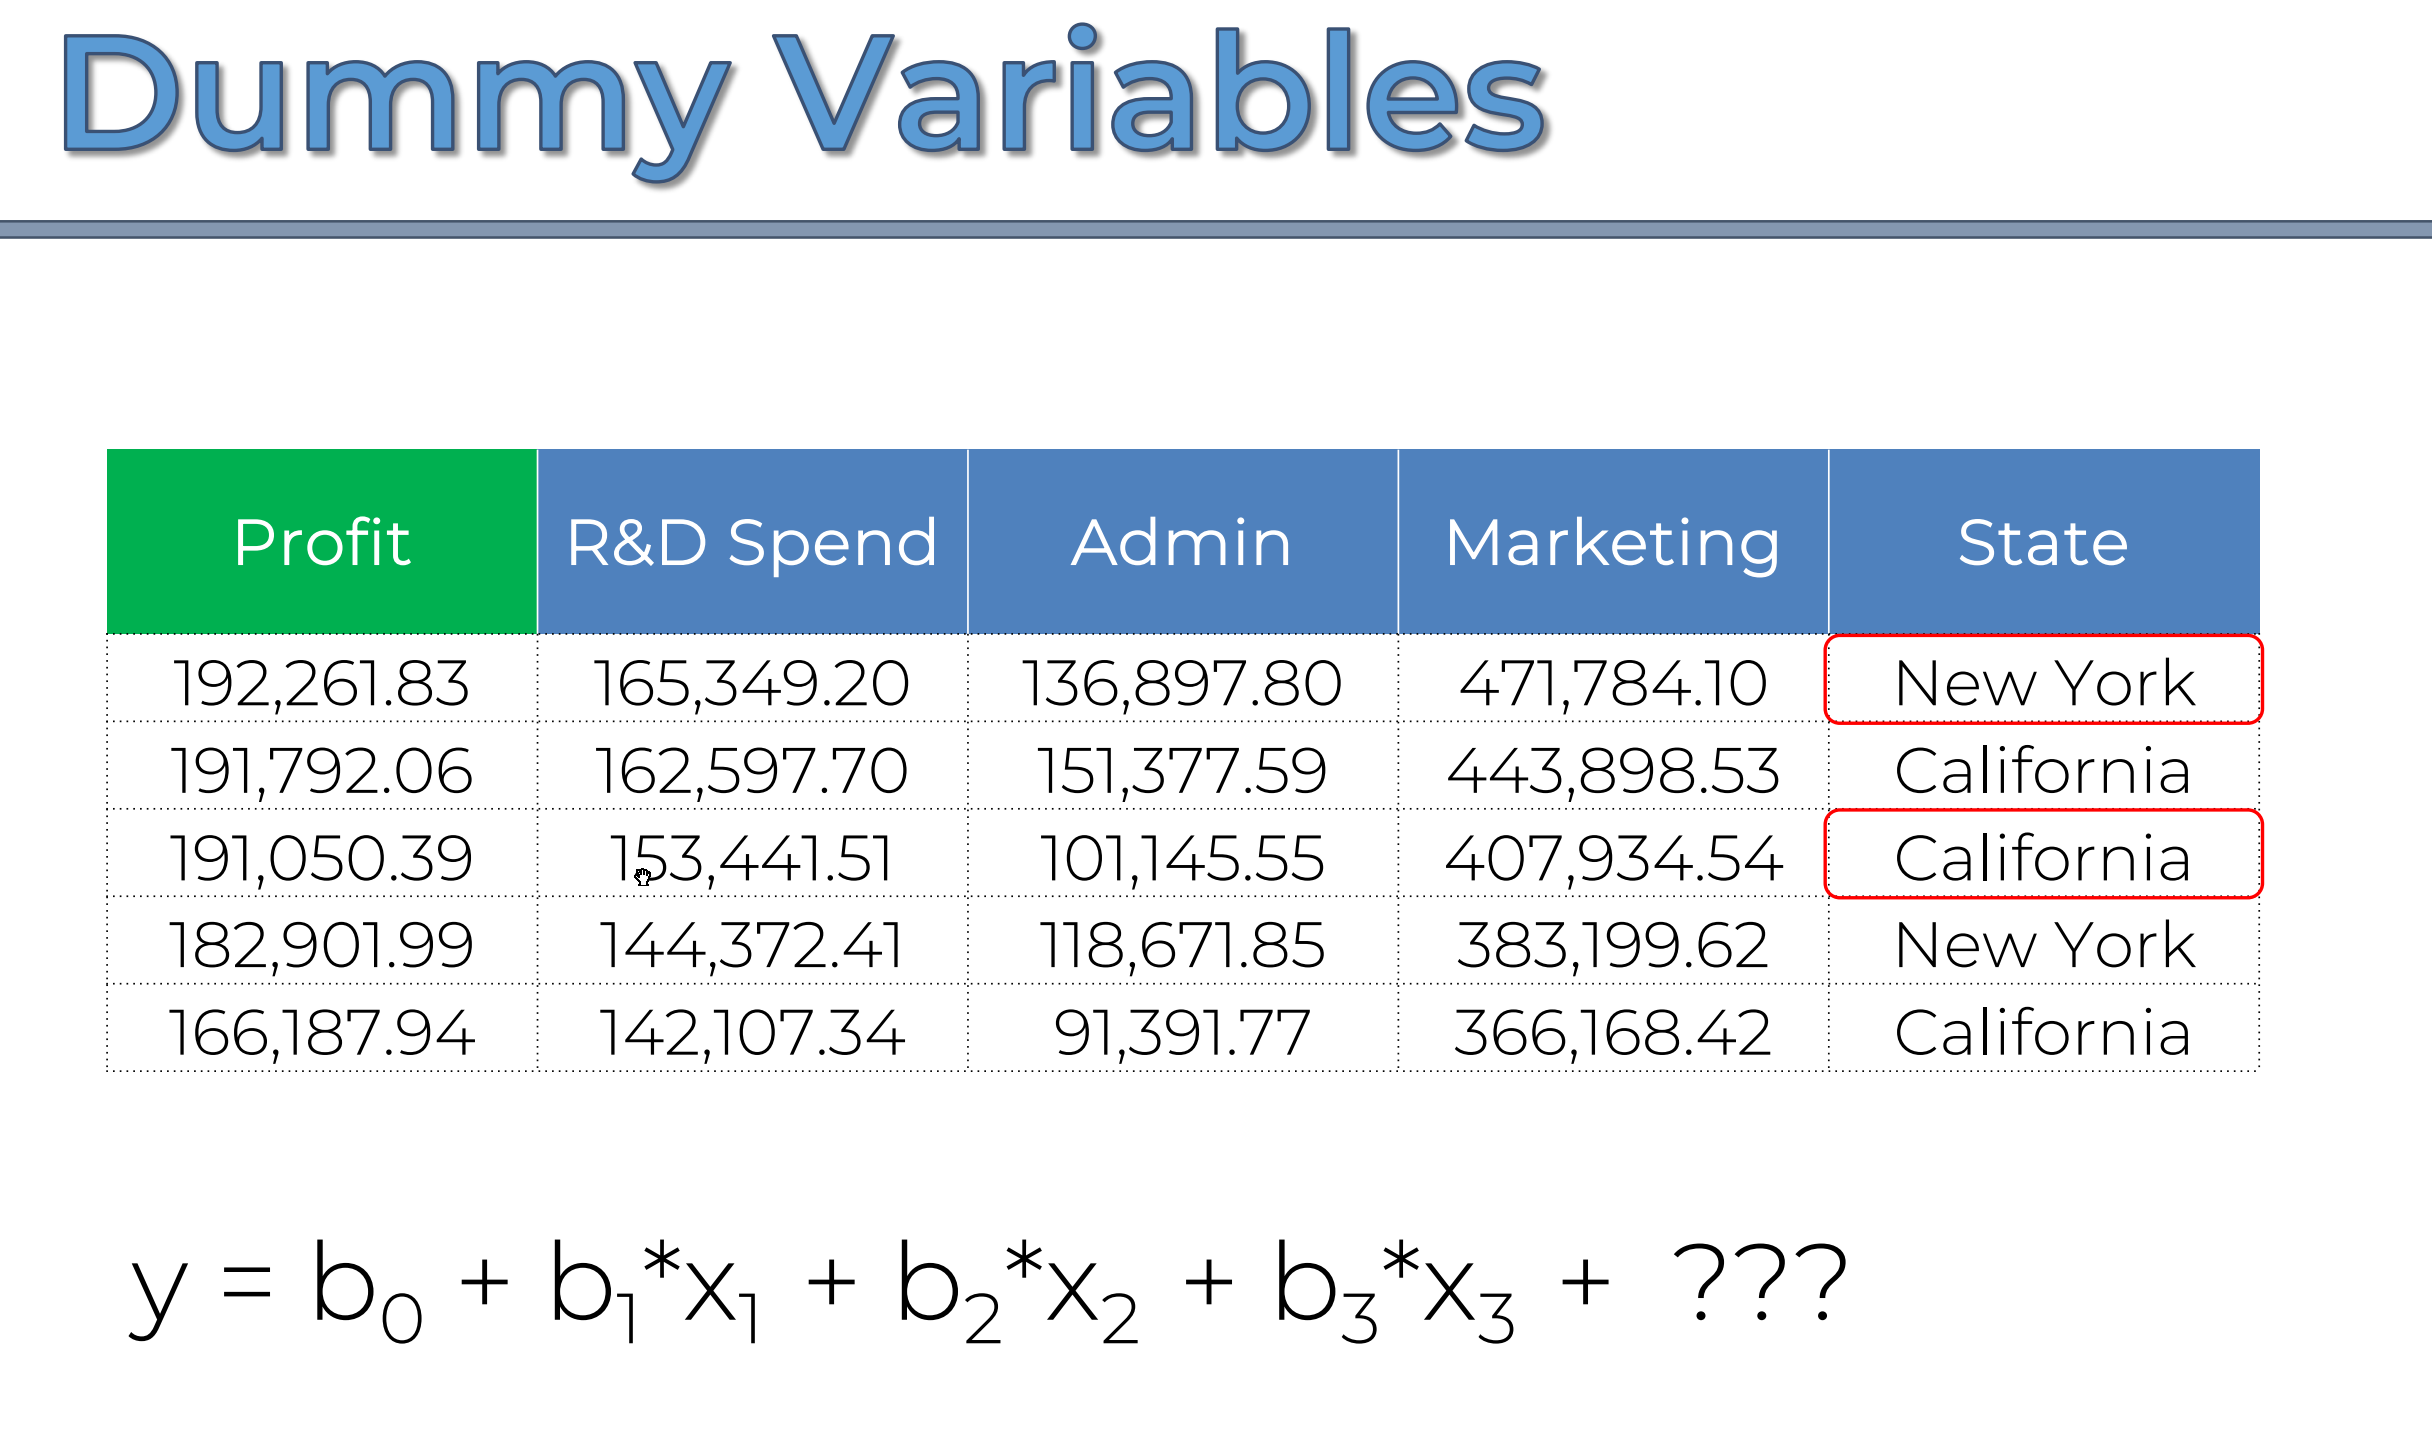 Dummy Variables
Profit R&D Spend Admin Marketing State
192,261.83 165,349.20 136,897.80 471,784.10 New York
191,792.06 162,597.70 151,377.59 443,898.53 California
191,050.39 153,441.51 101,145.55 407,934.54 California
182,901.99 144,372.41 118,671.85 383,199.62 New York
166,187.94 142,107.34 91,391.77 366,168.42 California
y = b₀ + b₁*x₁ + b₂*x₂ + b₃*x₃ + ???